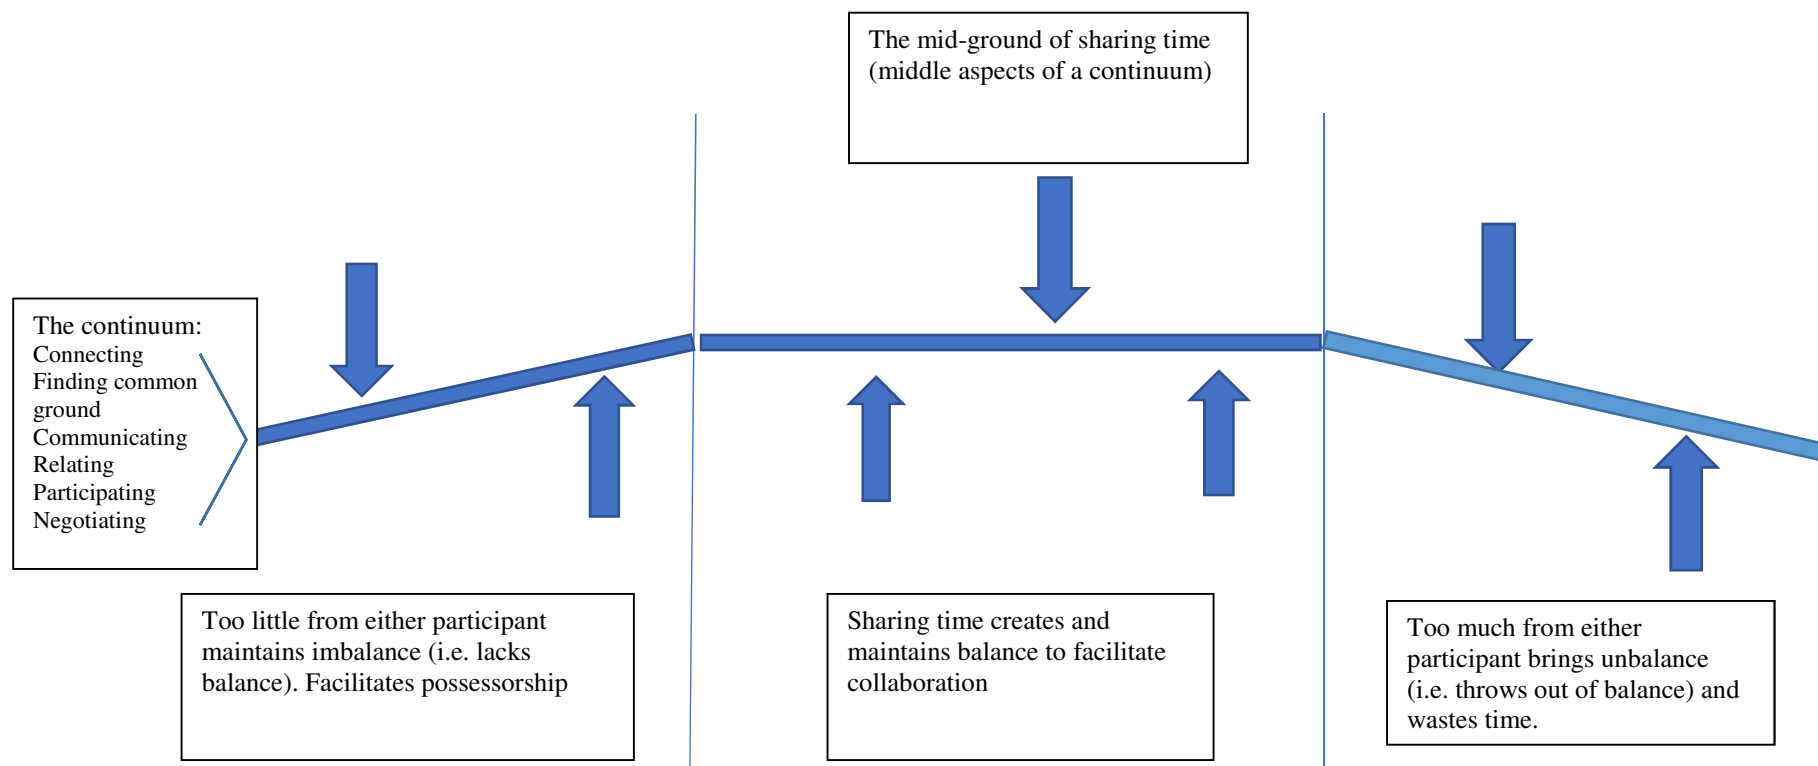 The mid-ground of sharing time
(middle aspects of a continuum)
The continuum:
Connecting
Finding common
ground
Communicating
Relating
Participating
Negotiating
Too little from either participant
maintains imbalance (i.e. lacks
balance). Facilitates possessorship
Sharing time creates and
maintains balance to facilitate
collaboration
Too much from either
participant brings unbalance
(i.e. throws out of balance) and
wastes time.